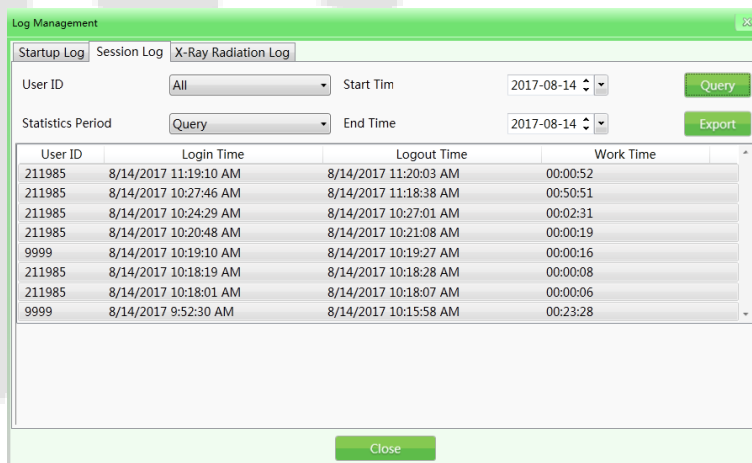 Log Management
Startup Log Session Log X-Ray Radiation Log
User ID All Start Tim 2017-08-14 Query
Statistics Period Query End Time 2017-08-14 Export
User ID Login Time Logout Time Work Time
211985 8/14/2017 11:19:10 AM 8/14/2017 11:20:03 AM 00:00:52
211985 8/14/2017 10:27:46 AM 8/14/2017 11:18:38 AM 00:50:51
211985 8/14/2017 10:24:29 AM 8/14/2017 10:27:01 AM 00:02:31
211985 8/14/2017 10:20:48 AM 8/14/2017 10:21:08 AM 00:00:19
9999 8/14/2017 10:19:10 AM 8/14/2017 10:19:27 AM 00:00:16
211985 8/14/2017 10:18:19 AM 8/14/2017 10:18:28 AM 00:00:08
211985 8/14/2017 10:18:01 AM 8/14/2017 10:18:07 AM 00:00:06
9999 8/14/2017 9:52:30 AM 8/14/2017 10:15:58 AM 00:23:28
Close